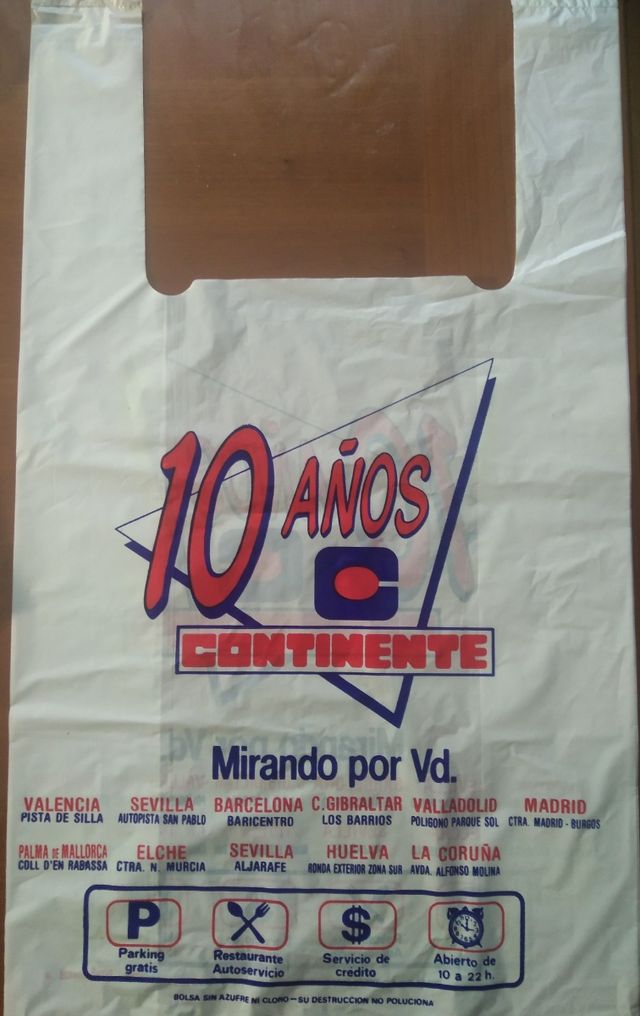 10 AÑOS
C
CONTINENTE
Mirando por Vd.
VALENCIA SEVILLA BARCELONA C.GIBRALTAR VALLADOLID MADRID
PISTA DE SILLA AUTOPISTA SAN PABLO BARICENTRO LOS BARRIOS POLIGONO PARQUE SOL CTRA. MADRID - BURGOS
PALMA DE MALLORCA ELCHE SEVILLA HUELVA LA CORUÑA
COLL D'EN RABASSA CTRA. N. MURCIA ALJARAFE RONDA EXTERIOR ZONA SUR AVDA. ALFONSO MOLINA
P $
Parking Restaurante Servicio de Abierto de
gratis Autoservicio crédito 10 a 22 h.
BOLSA SIN AZUFRE NI CLORO - SU DESTRUCCION NO POLUCIONA